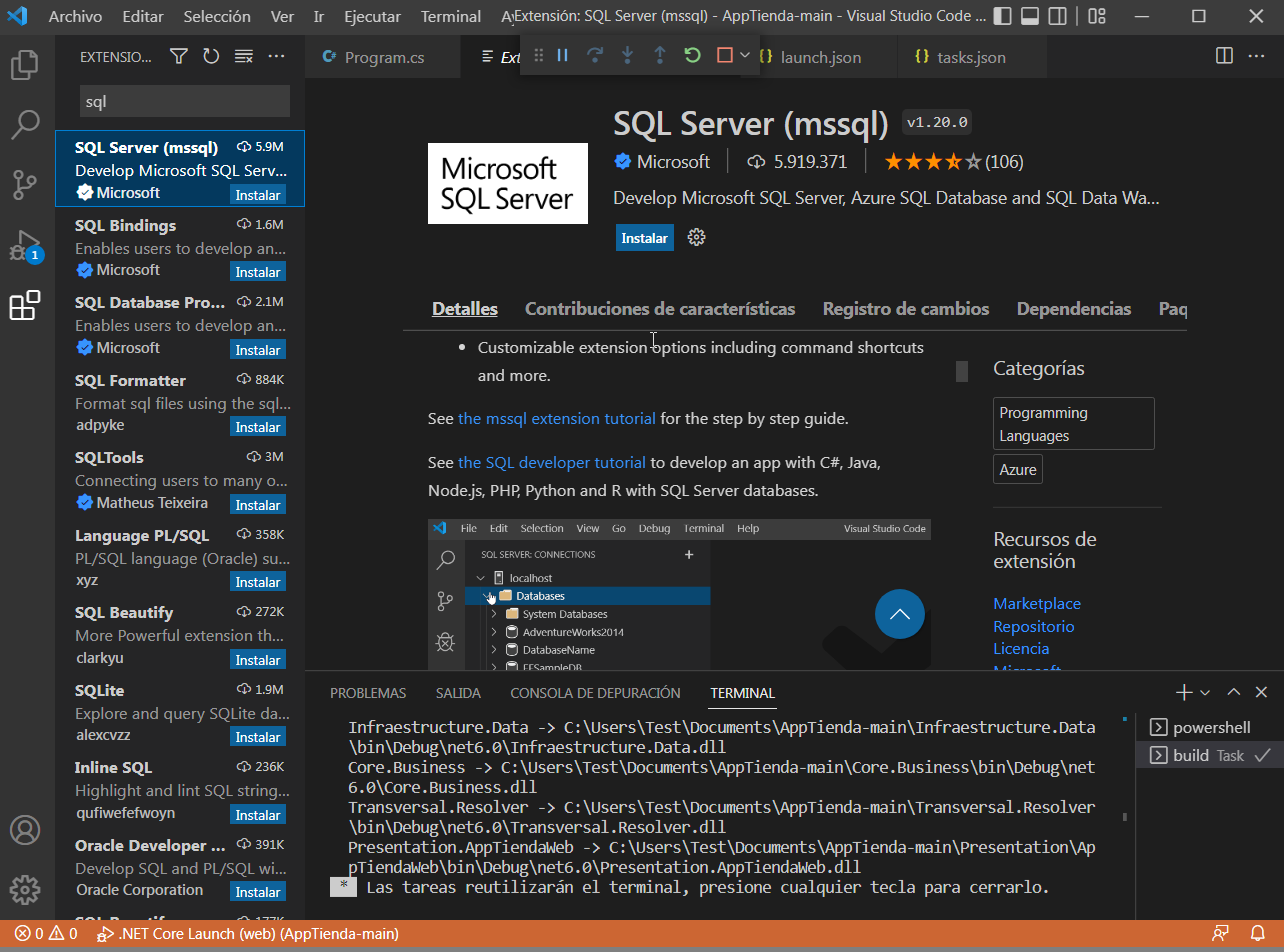 Archivo Editar Selección Ver Ir Ejecutar Terminal Extensión: SQL Server (mssql) - AppTienda-main - Visual Studio Code ...
EXTENSIO...
Program.cs
launch.json
tasks.json
sql
SQL Server (mssql) 5.9M
Develop Microsoft SQL Serv...
Microsoft Instalar
SQL Bindings 1.6M
Enables users to develop an...
Microsoft Instalar
SQL Database Pro... 2.1M
Enables users to develop an...
Microsoft Instalar
SQL Formatter 884K
Format sql files using the sql...
adpyke Instalar
SQLTools 3M
Connecting users to many o...
Matheus Teixeira Instalar
Language PL/SQL 358K
PL/SQL language (Oracle) su...
xyz Instalar
SQL Beautify 272K
More Powerful extension th...
clarkyu Instalar
SQLite 1.9M
Explore and query SQLite da...
alexcvzz Instalar
Inline SQL 236K
Highlight and lint SQL string...
qufiwefefwoyn Instalar
Oracle Developer ... 391K
Develop SQL and PL/SQL wi...
Oracle Corporation Instalar
Microsoft
SQL Server
SQL Server (mssql) v1.20.0
Microsoft 5.919.371 (106)
Develop Microsoft SQL Server, Azure SQL Database and SQL Data Wa...
Instalar
Detalles Contribuciones de características Registro de cambios Dependencias Paq
• Customizable extension options including command shortcuts
and more.
See the mssql extension tutorial for the step by step guide.
See the SQL developer tutorial to develop an app with C#, Java,
Node.js, PHP, Python and R with SQL Server databases.
File Edit Selection View Go Debug Terminal Help Visual Studio Code
SQL SERVER: CONNECTIONS
localhost
Databases
System Databases
AdventureWorks2014
DatabaseName
EFSampleDB
Categorías
Programming
Languages
Azure
Recursos de
extensión
Marketplace
Repositorio
Licencia
Microsoft
PROBLEMAS SALIDA CONSOLA DE DEPURACIÓN TERMINAL
Infraestructure.Data -> C:\Users\Test\Documents\AppTienda-main\Infraestructure.Data
\bin\Debug\net6.0\Infraestructure.Data.dll
Core.Business -> C:\Users\Test\Documents\AppTienda-main\Core.Business\bin\Debug\net
6.0\Core.Business.dll
Transversal.Resolver -> C:\Users\Test\Documents\AppTienda-main\Transversal.Resolver
\bin\Debug\net6.0\Transversal.Resolver.dll
Presentation.AppTiendaWeb -> C:\Users\Test\Documents\AppTienda-main\Presentation\Ap
pTiendaWeb\bin\Debug\net6.0\Presentation.AppTiendaWeb.dll
* Las tareas reutilizarán el terminal, presione cualquier tecla para cerrarlo.
powershell
build Task
1
0 0 .NET Core Launch (web) (AppTienda-main)